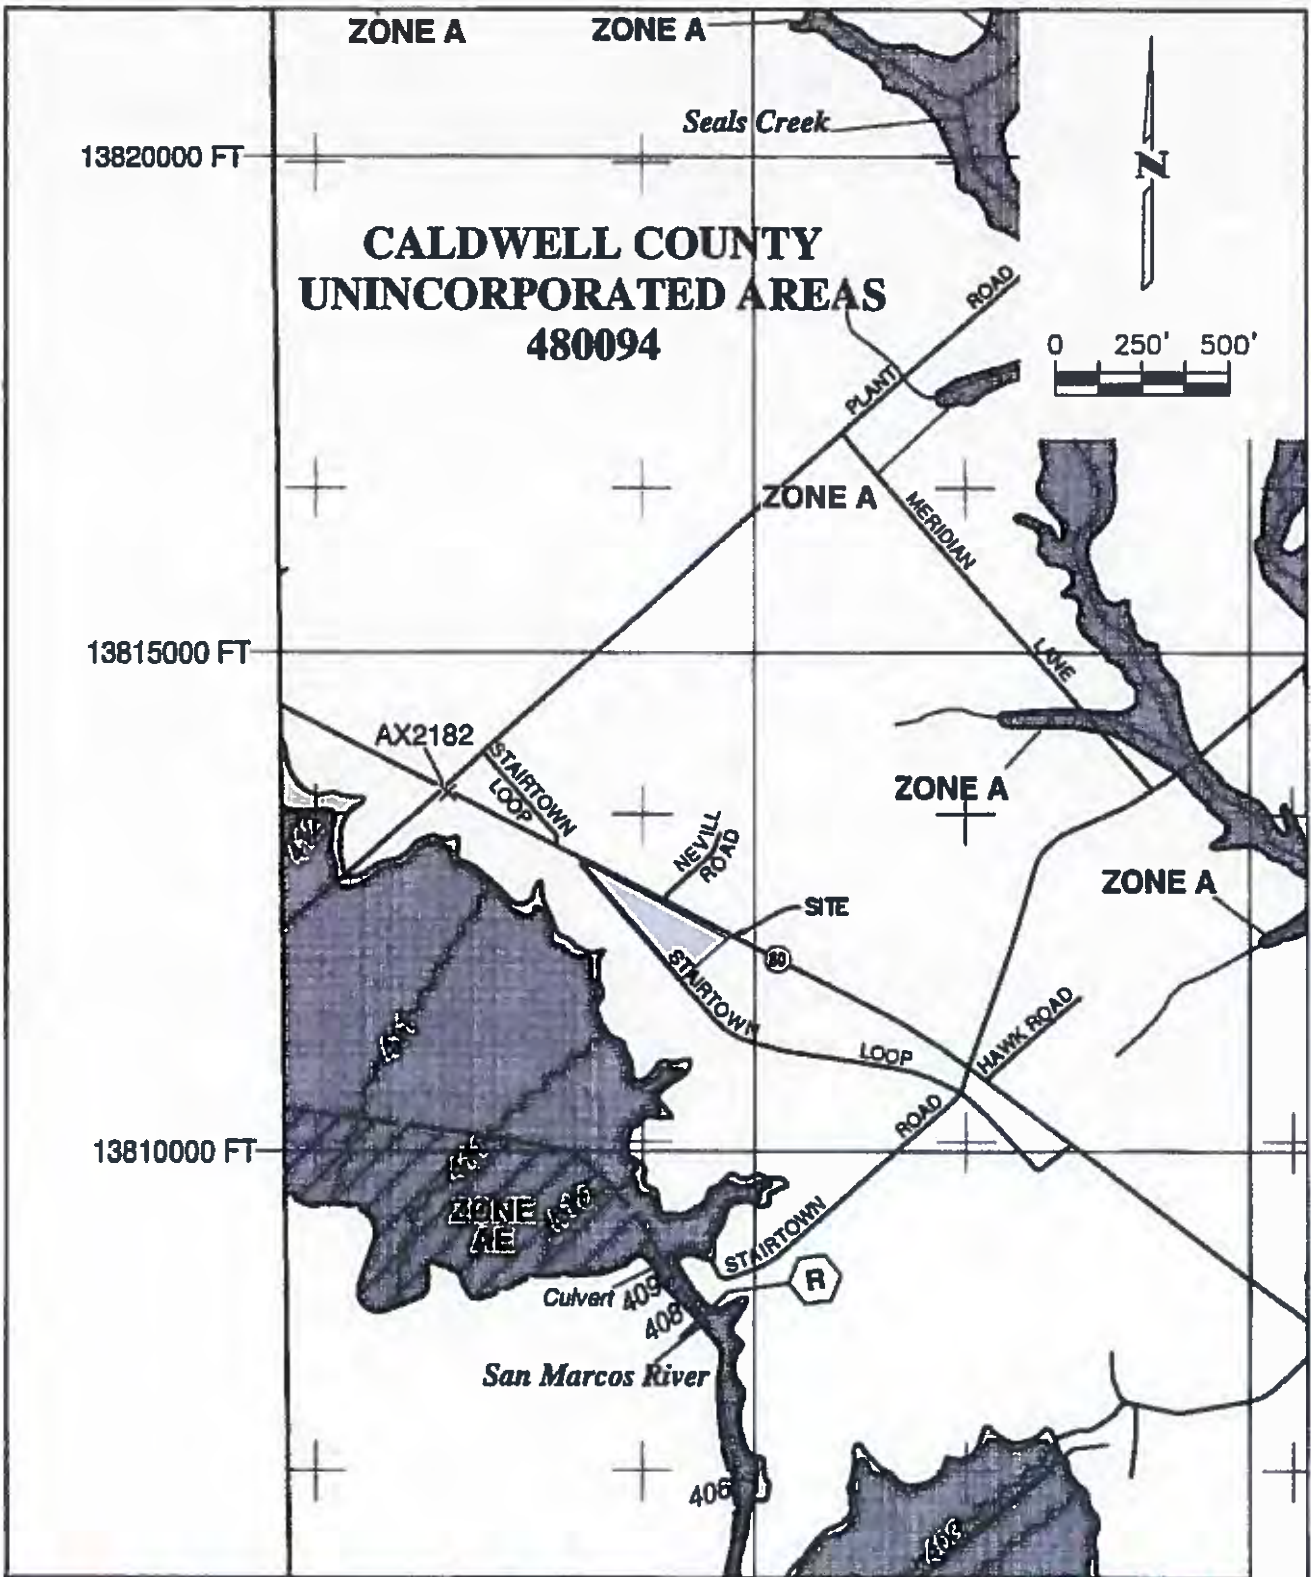 ZONE A
ZONE A
Seals Creek
13820000 FT
N
CALDWELL COUNTY
UNINCORPORATED AREAS
480094
0 250' 500'
PLANT ROAD
ZONE A
MERIDIAN LANE
13815000 FT
AX2182
STAIRTOWN
LOOP
NEVILL
ROAD
ZONE A
ZONE A
SITE
80
STAIRTOWN LOOP
HAWK ROAD
13810000 FT
ZONE
AE
410
STAIRTOWN ROAD
R
Culvert
409
408
San Marcos River
406